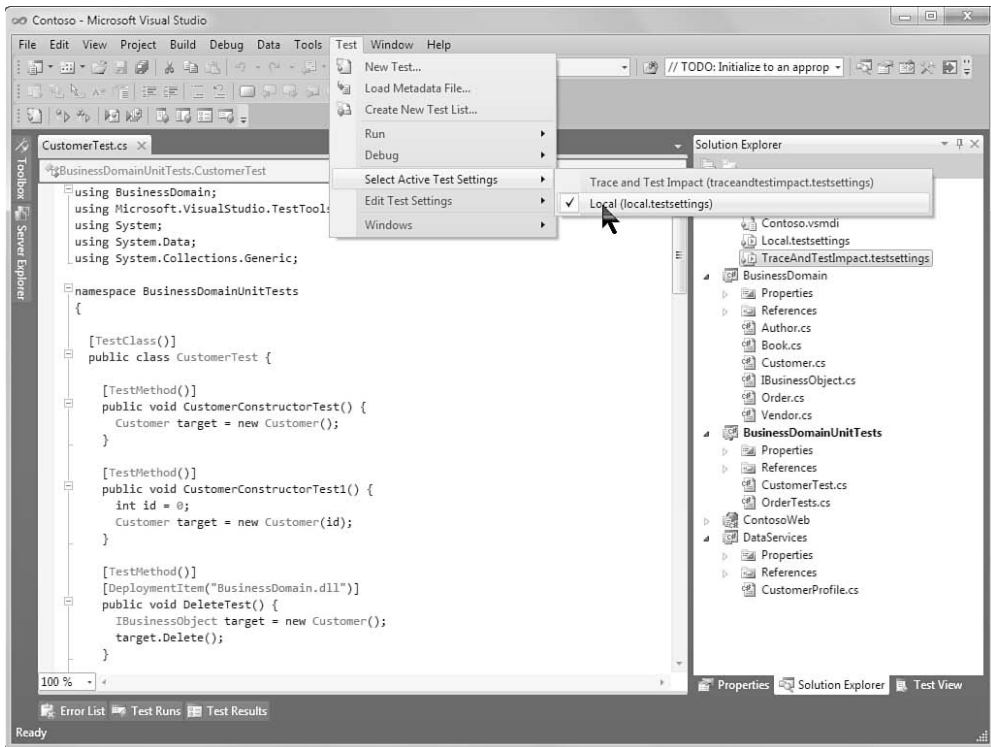 Contoso - Microsoft Visual Studio
File Edit View Project Build Debug Data Tools Test Window Help
New Test...
Load Metadata File...
Create New Test List...
Run
Debug
Select Active Test Settings
Edit Test Settings
Windows
Trace and Test Impact (traceandtestimpact.testsettings)
Local (local.testsettings)
// TODO: Initialize to an approp
Toolbox
Server Explorer
CustomerTest.cs
BusinessDomainUnitTests.CustomerTest
using BusinessDomain;
using Microsoft.VisualStudio.TestTools
using System;
using System.Data;
using System.Collections.Generic;
namespace BusinessDomainUnitTests
{
[TestClass()]
public class CustomerTest {
[TestMethod()]
public void CustomerConstructorTest() {
Customer target = new Customer();
}
[TestMethod()]
public void CustomerConstructorTest1() {
int id = 0;
Customer target = new Customer(id);
}
[TestMethod()]
[DeploymentItem("BusinessDomain.dll")]
public void DeleteTest() {
IBusinessObject target = new Customer();
target.Delete();
}
100 %
Solution Explorer
Contoso.vsmdi
Local.testsettings
TraceAndTestImpact.testsettings
BusinessDomain
Properties
References
Author.cs
Book.cs
Customer.cs
IBusinessObject.cs
Order.cs
Vendor.cs
BusinessDomainUnitTests
Properties
References
CustomerTest.cs
OrderTests.cs
ContosoWeb
DataServices
Properties
References
CustomerProfile.cs
Properties Solution Explorer Test View
Error List Test Runs Test Results
Ready